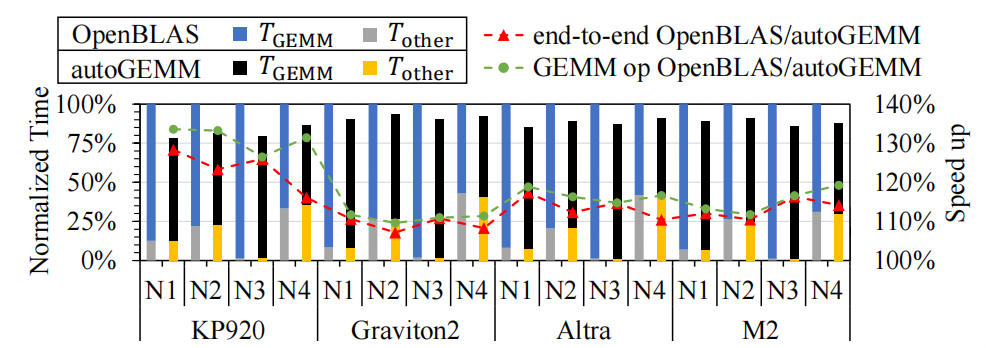 OpenBLAS T_GEMM T_other end-to-end OpenBLAS/autoGEMM
autoGEMM T_GEMM T_other GEMM op OpenBLAS/autoGEMM
Normalized Time
100% 140%
75% 130%
50% 120%
25% 110%
0% 100%
Speed up
N1 N2 N3 N4 N1 N2 N3 N4 N1 N2 N3 N4 N1 N2 N3 N4
KP920 Graviton2 Altra M2